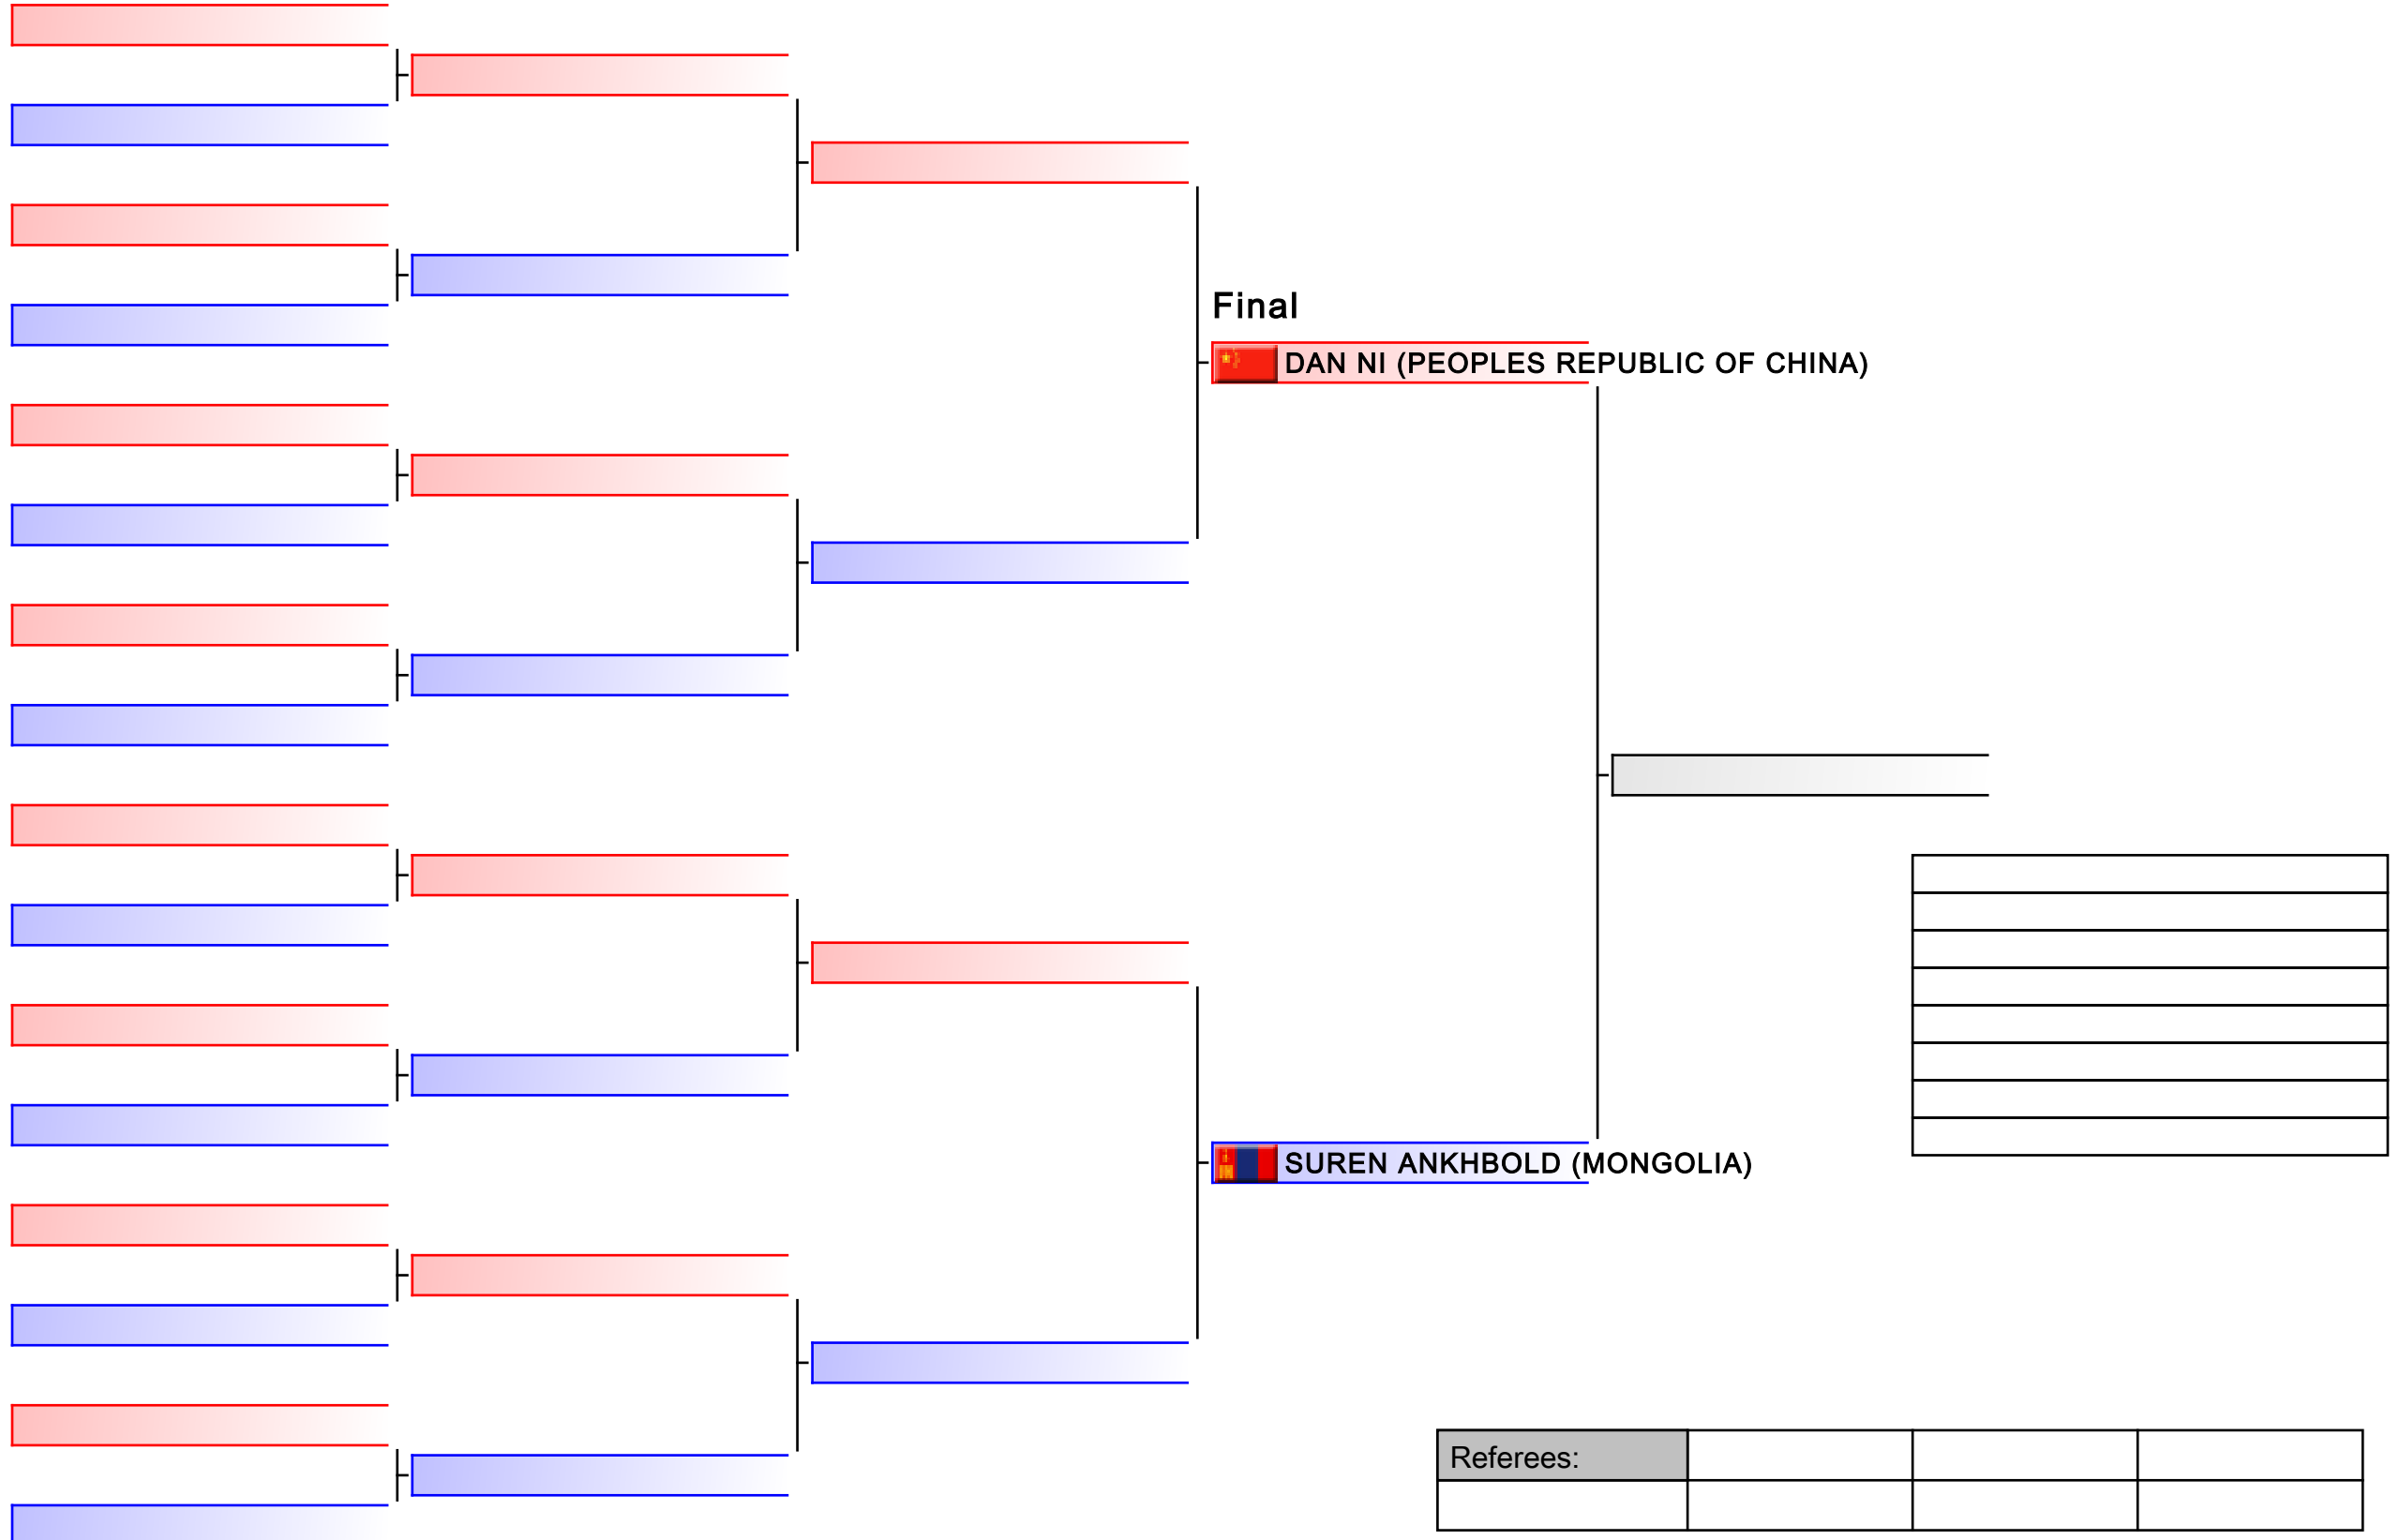 Final
DAN NI (PEOPLES REPUBLIC OF CHINA)
SUREN ANKHBOLD (MONGOLIA)
Referees: